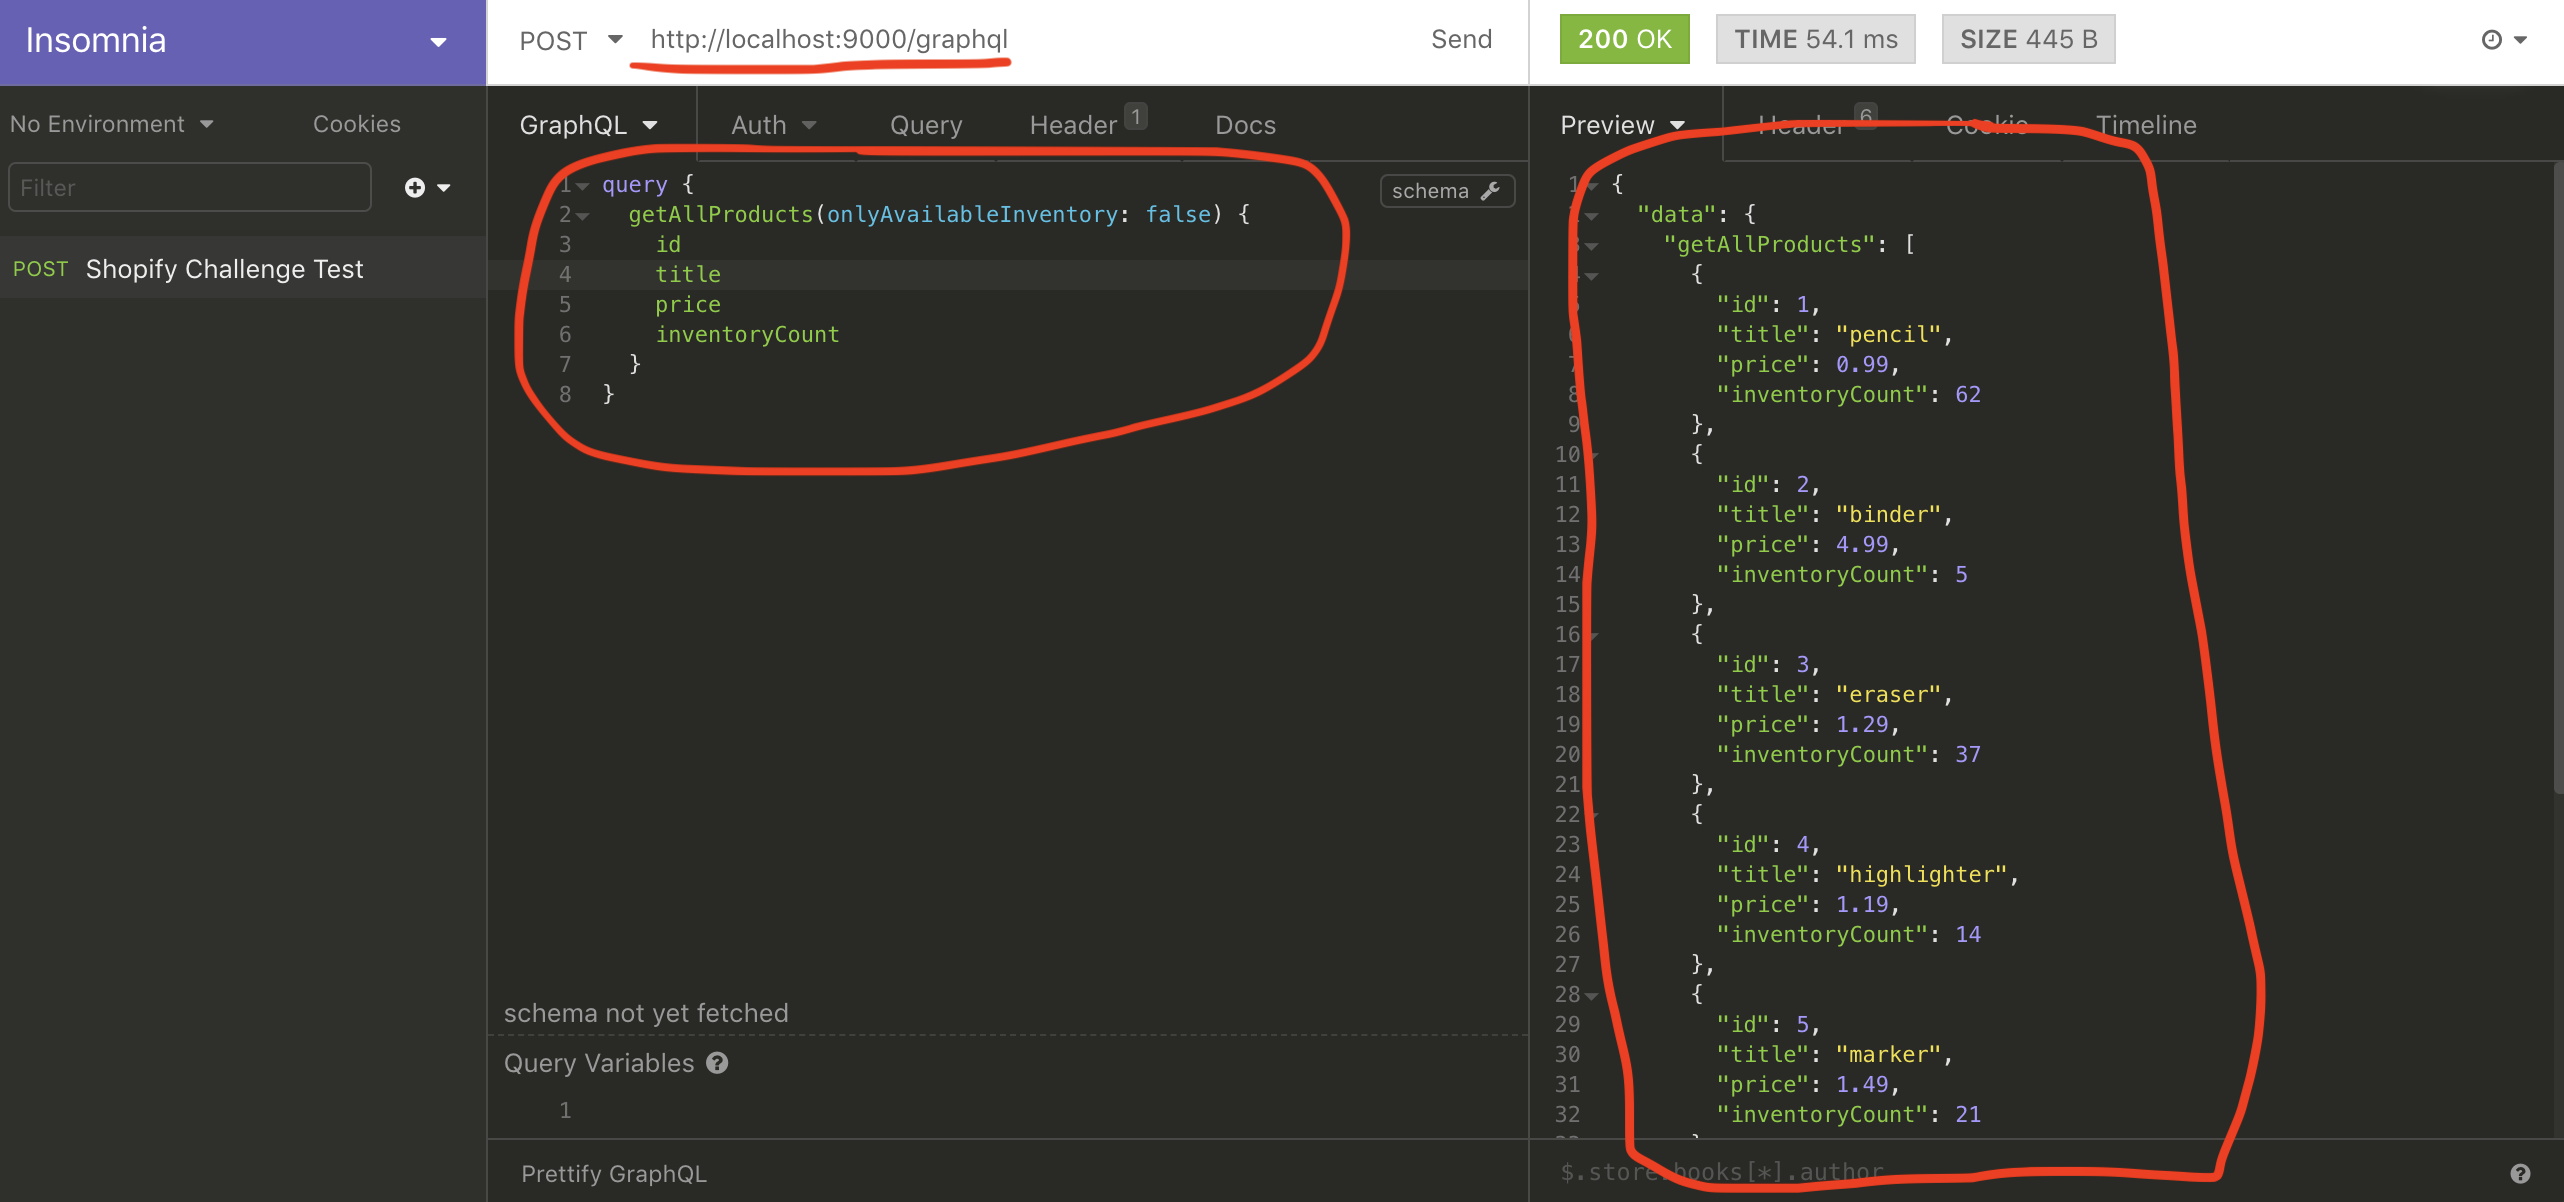 Insomnia
POST http://localhost:9000/graphql Send
200 OK TIME 54.1 ms SIZE 445 B
No Environment Cookies
Filter
POST Shopify Challenge Test
GraphQL Auth Query Header 1 Docs
schema
1 query {
2 getAllProducts(onlyAvailableInventory: false) {
3 id
4 title
5 price
6 inventoryCount
7 }
8 }
schema not yet fetched
Query Variables ?
1
Prettify GraphQL
Preview Header 6 Cookie Timeline
1 {
"data": {
"getAllProducts": [
{
"id": 1,
"title": "pencil",
7 "price": 0.99,
8 "inventoryCount": 62
9 },
10 {
11 "id": 2,
12 "title": "binder",
13 "price": 4.99,
14 "inventoryCount": 5
15 },
16 {
17 "id": 3,
18 "title": "eraser",
19 "price": 1.29,
20 "inventoryCount": 37
21 },
22 {
23 "id": 4,
24 "title": "highlighter",
25 "price": 1.19,
26 "inventoryCount": 14
27 },
28 {
29 "id": 5,
30 "title": "marker",
31 "price": 1.49,
32 "inventoryCount": 21
$.store.books[*].author ?